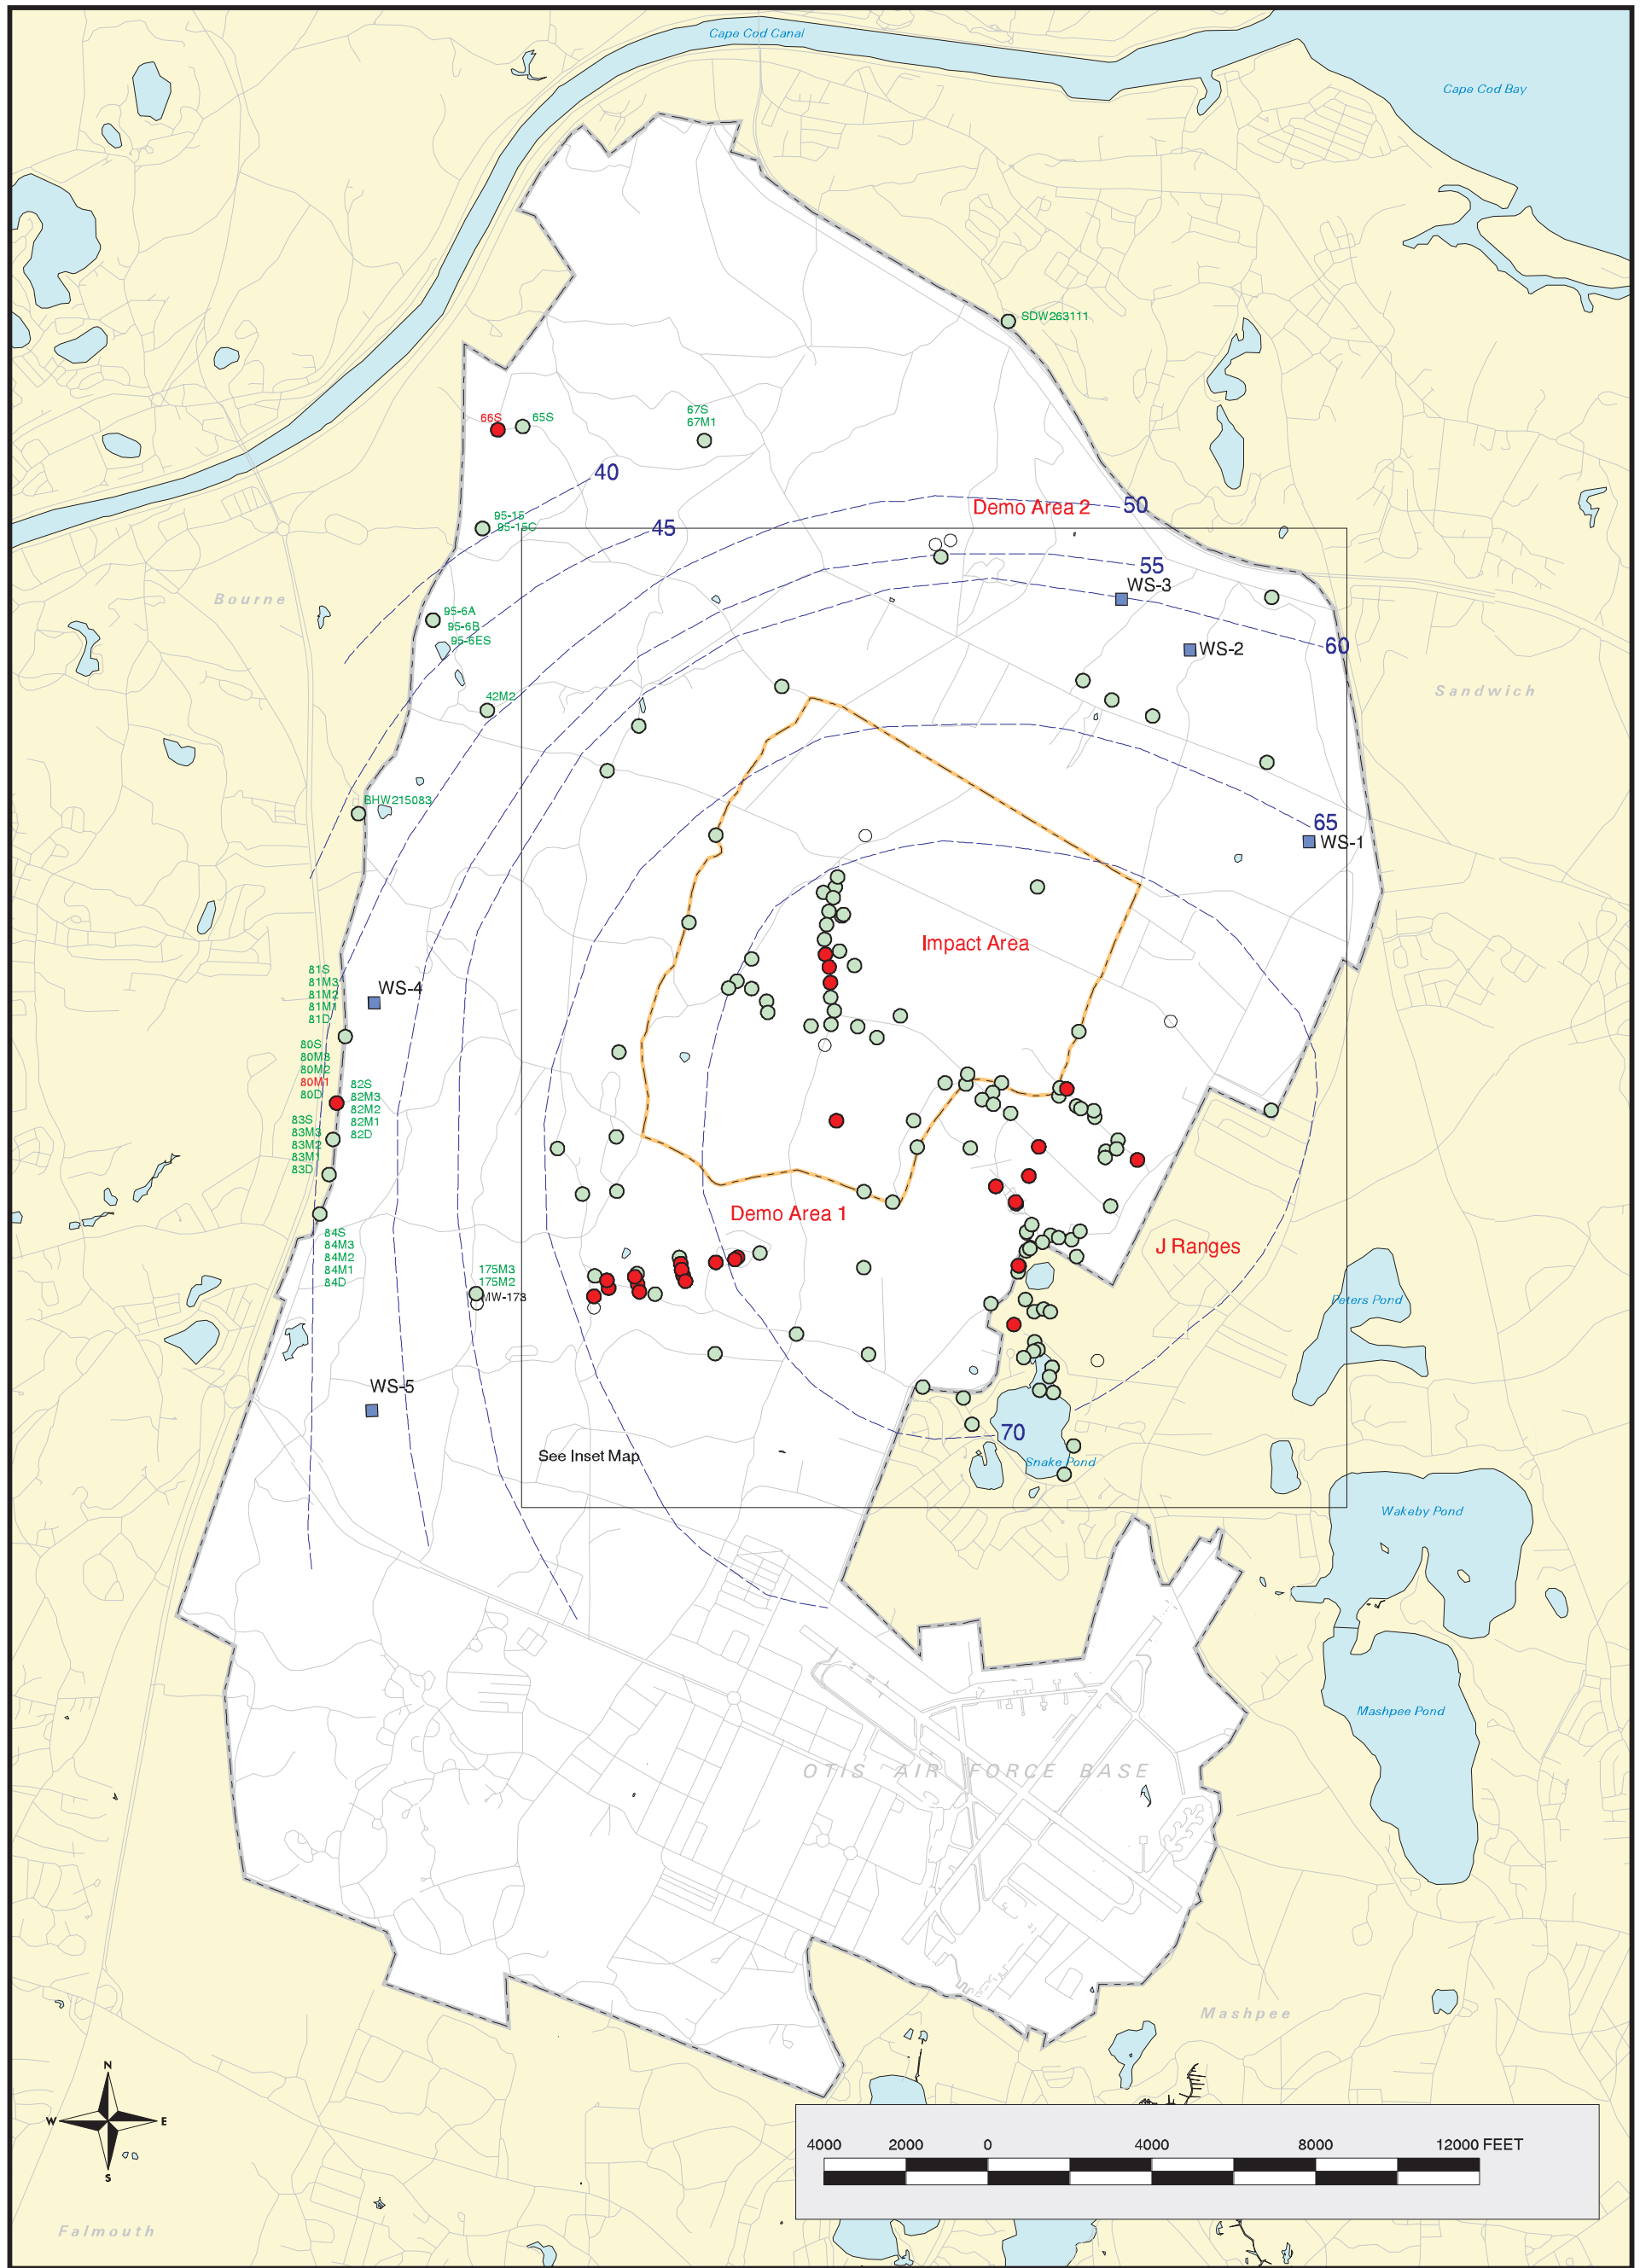 Cape Cod Canal
Cape Cod Bay
SDW263111
66S
65S
67S
67M1
40
Demo Area 2
50
95-15
95-15C
45
55
WS-3
Bourne
95-6A
95-6B
95-6ES
60
WS-2
Sandwich
42M2
BHW215083
65
WS-1
Impact Area
81S
81M3
81M2
81M1
81D
WS-4
80S
80M3
80M2
80M1
80D
82S
82M3
82M2
82M1
82D
83S
83M3
83M2
83M1
83D
Demo Area 1
84S
84M3
84M2
84M1
84D
J Ranges
175M3
175M2
MW-173
Peters Pond
WS-5
70
See Inset Map
Snake Pond
Wakeby Pond
Mashpee Pond
OTIS AIR FORCE BASE
Mashpee
N
W
E
S
4000 2000 0 4000 8000 12000 FEET
Falmouth